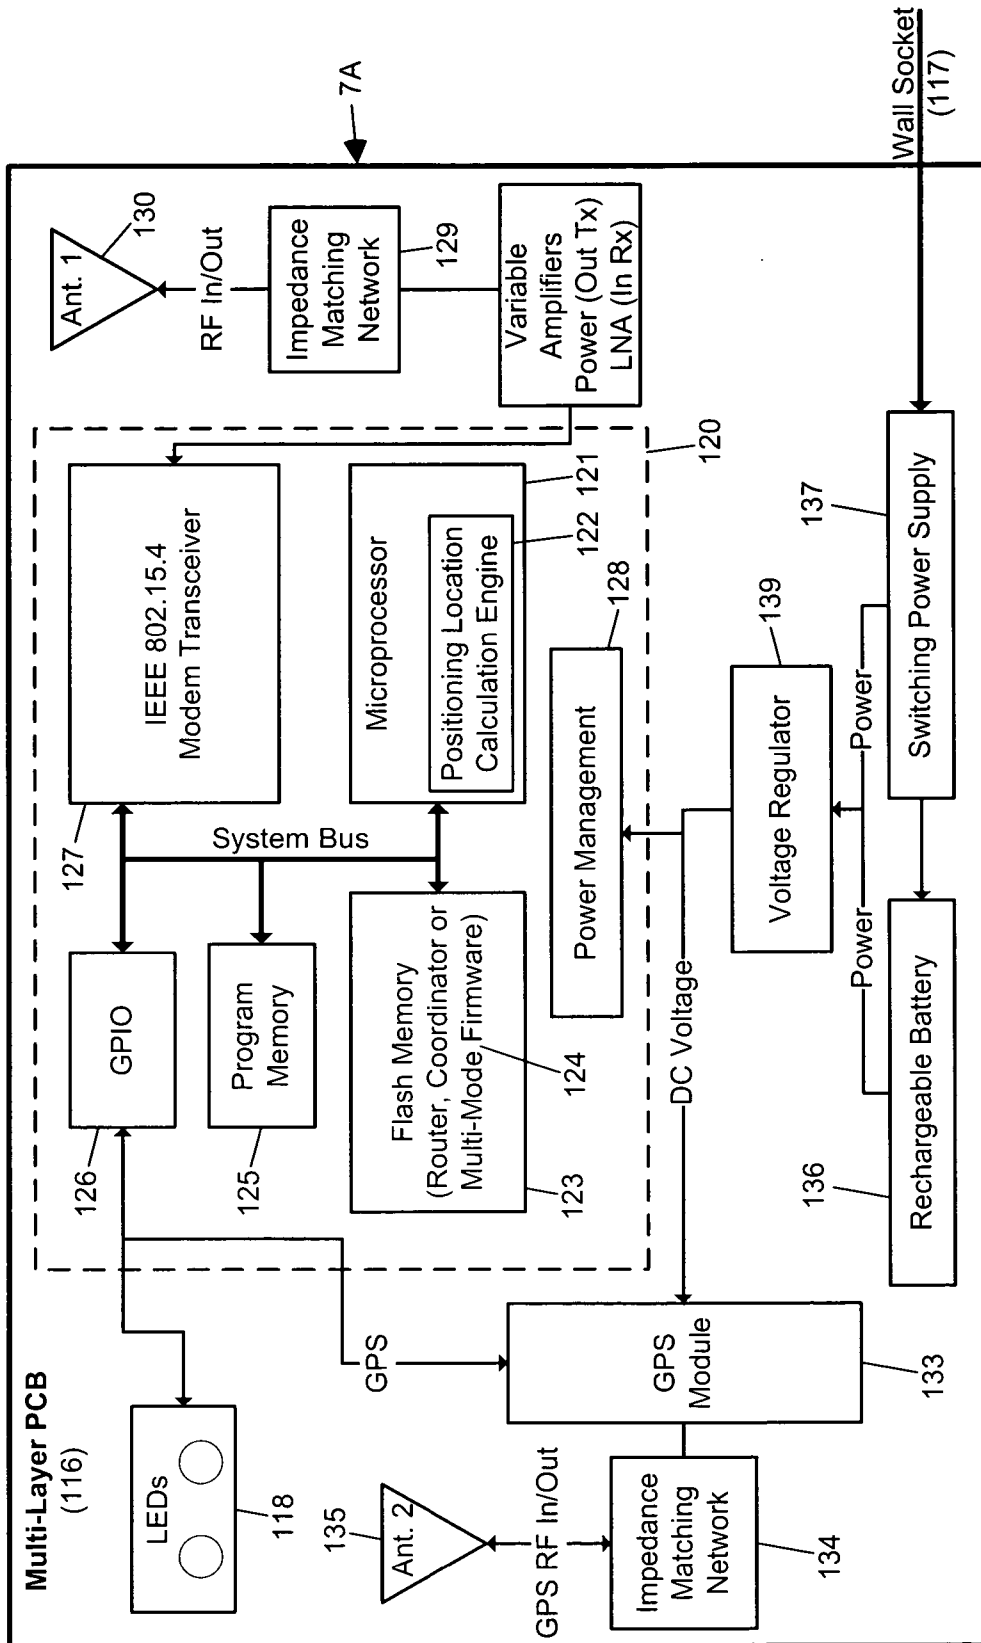 Multi-Layer PCB
(116)
LEDs
118
GPIO
126
Program
Memory
125
Flash Memory
(Router, Coordinator or
Multi-Mode Firmware)
123
124
System Bus
IEEE 802.15.4
Modem Transceiver
127
Microprocessor
Positioning Location
Calculation Engine
121
122
Power Management
128
120
Ant. 1
130
RF In/Out
Impedance
Matching
Network
129
Variable
Amplifiers
Power (Out Tx)
LNA (In Rx)
7A
Ant. 2
135
GPS RF In/Out
Impedance
Matching
Network
134
GPS
GPS
Module
133
DC Voltage
Voltage Regulator
139
Power
Power
Rechargeable Battery
136
Switching Power Supply
137
Wall Socket
(117)